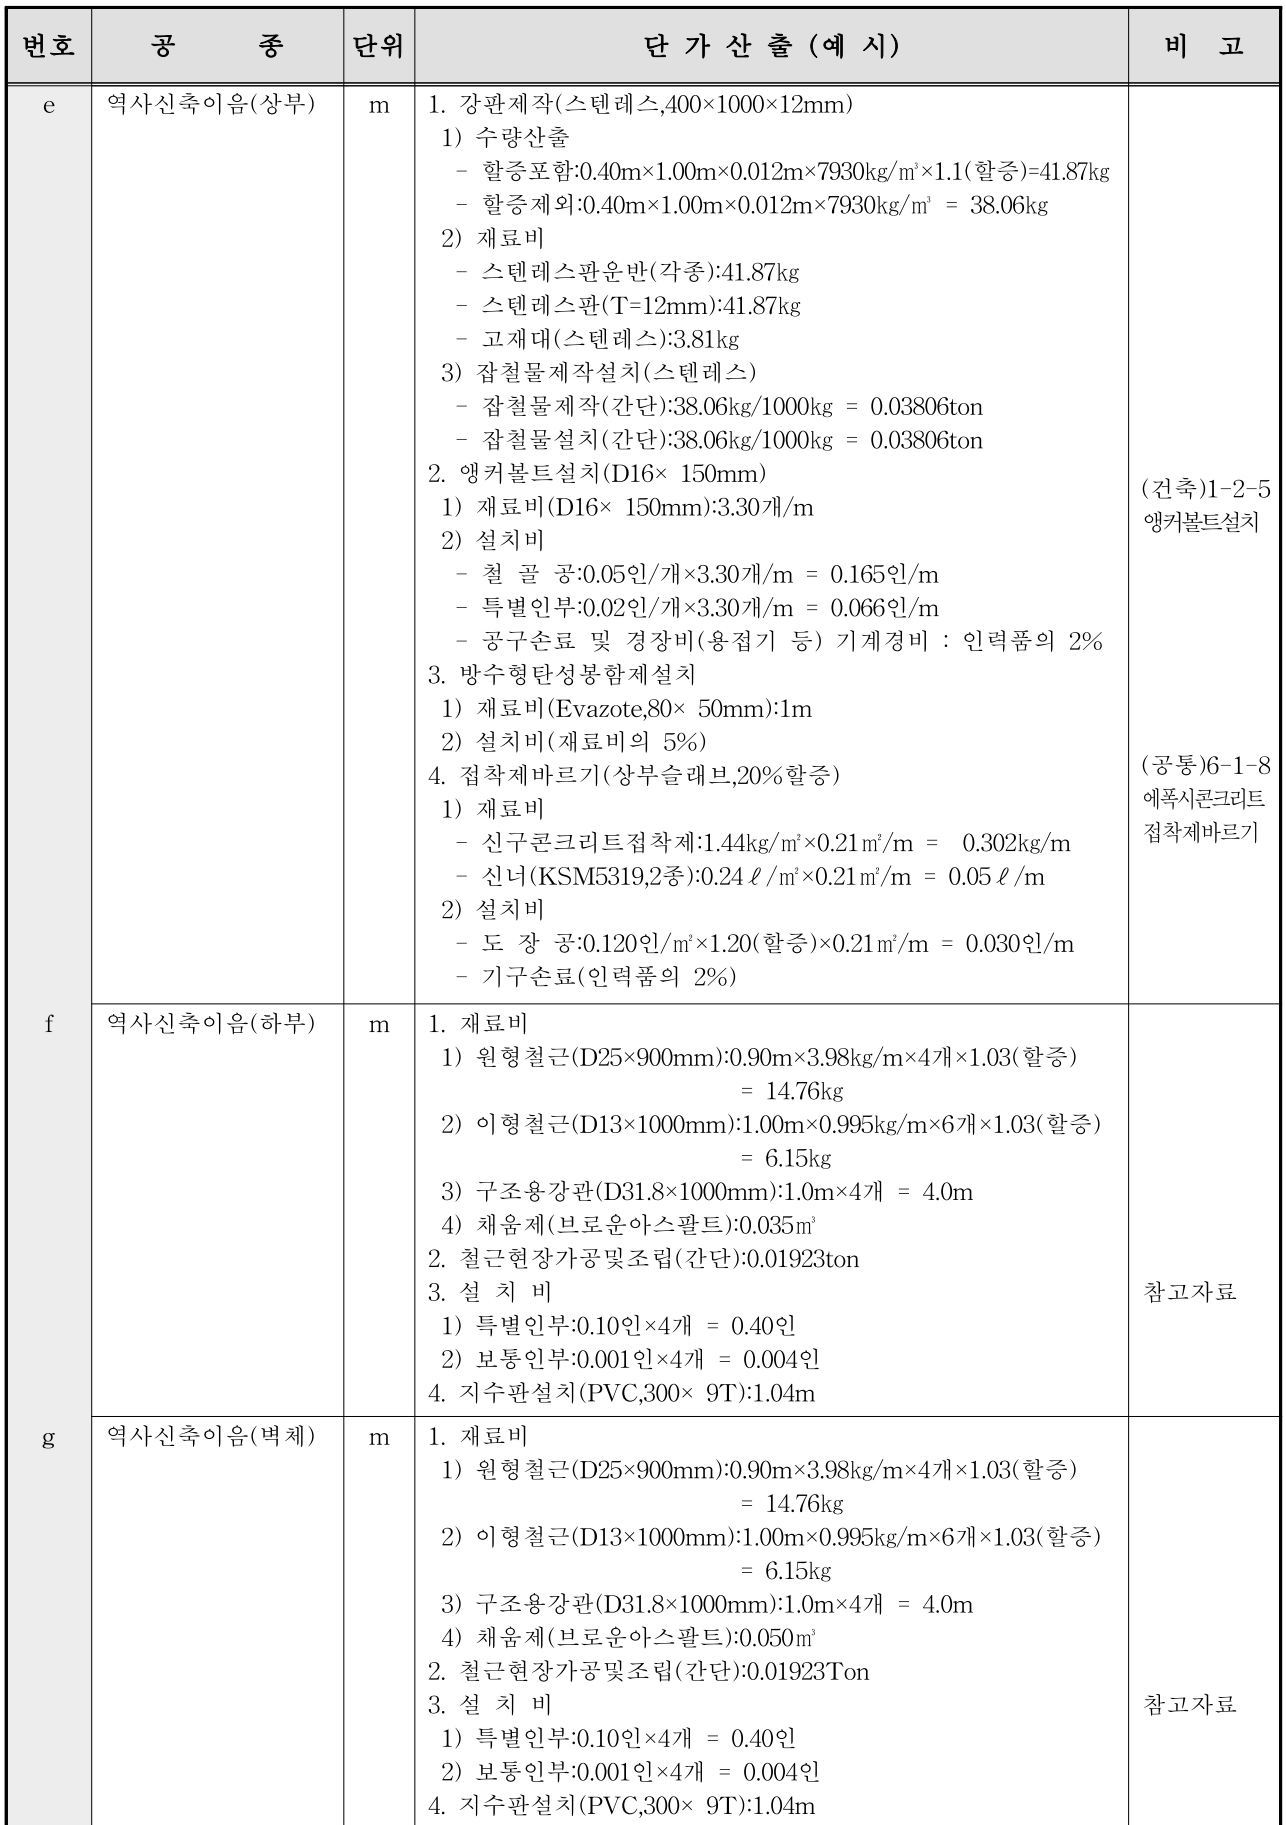 번호 공 종 단위 단 가 산 출 (예 시) 비 고
e 역사신축이음(상부) m 1. 강판제작(스텐레스,400×1000×12mm)
1) 수량산출
- 할증포함:0.40m×1.00m×0.012m×7930kg/㎥×1.1(할증)=41.87kg
- 할증제외:0.40m×1.00m×0.012m×7930kg/㎥ = 38.06kg
2) 재료비
- 스텐레스판운반(각종):41.87kg
- 스텐레스판(T=12mm):41.87kg
- 고재대(스텐레스):3.81kg
3) 잡철물제작설치(스텐레스)
- 잡철물제작(간단):38.06kg/1000kg = 0.03806ton
- 잡철물설치(간단):38.06kg/1000kg = 0.03806ton
2. 앵커볼트설치(D16× 150mm)
1) 재료비(D16× 150mm):3.30개/m
2) 설치비
- 철 골 공:0.05인/개×3.30개/m = 0.165인/m
- 특별인부:0.02인/개×3.30개/m = 0.066인/m
- 공구손료 및 경장비(용접기 등) 기계경비 : 인력품의 2%
(건축)1-2-5
앵커볼트설치
3. 방수형탄성봉함제설치
1) 재료비(Evazote,80× 50mm):1m
2) 설치비(재료비의 5%)
4. 접착제바르기(상부슬래브,20%할증)
1) 재료비
- 신구콘크리트접착제:1.44kg/㎡×0.21㎡/m = 0.302kg/m
- 신너(KSM5319,2종):0.24ℓ/㎡×0.21㎡/m = 0.05ℓ/m
2) 설치비
- 도 장 공:0.120인/㎡×1.20(할증)×0.21㎡/m = 0.030인/m
- 기구손료(인력품의 2%)
(공통)6-1-8
에폭시콘크리트
접착제바르기
f 역사신축이음(하부) m 1. 재료비
1) 원형철근(D25×900mm):0.90m×3.98kg/m×4개×1.03(할증)
= 14.76kg
2) 이형철근(D13×1000mm):1.00m×0.995kg/m×6개×1.03(할증)
= 6.15kg
3) 구조용강관(D31.8×1000mm):1.0m×4개 = 4.0m
4) 채움제(브로운아스팔트):0.035㎥
2. 철근현장가공및조립(간단):0.01923ton
3. 설 치 비 참고자료
1) 특별인부:0.10인×4개 = 0.40인
2) 보통인부:0.001인×4개 = 0.004인
4. 지수판설치(PVC,300× 9T):1.04m
g 역사신축이음(벽체) m 1. 재료비
1) 원형철근(D25×900mm):0.90m×3.98kg/m×4개×1.03(할증)
= 14.76kg
2) 이형철근(D13×1000mm):1.00m×0.995kg/m×6개×1.03(할증)
= 6.15kg
3) 구조용강관(D31.8×1000mm):1.0m×4개 = 4.0m
4) 채움제(브로운아스팔트):0.050㎥
2. 철근현장가공및조립(간단):0.01923Ton
3. 설 치 비 참고자료
1) 특별인부:0.10인×4개 = 0.40인
2) 보통인부:0.001인×4개 = 0.004인
4. 지수판설치(PVC,300× 9T):1.04m